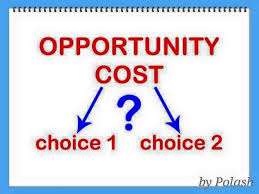 OPPORTUNITY
COST
?
choice 1 choice 2
by Polash